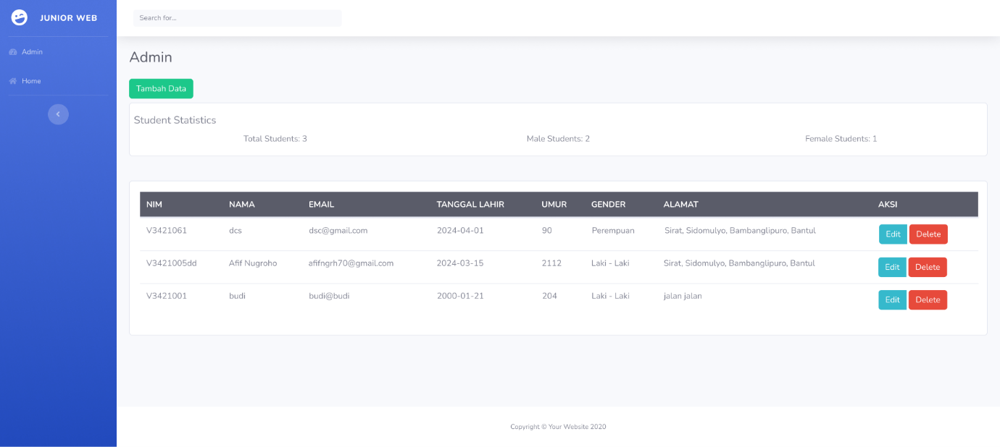 JUNIOR WEB
Search for...
Admin
Home
Admin
Tambah Data
Student Statistics
Total Students: 3 Male Students: 2 Female Students: 1
NIM NAMA EMAIL TANGGAL LAHIR UMUR GENDER ALAMAT AKSI
V3421061 dcs dsc@gmail.com 2024-04-01 90 Perempuan Sirat, Sidomulyo, Bambanglipuro, Bantul Edit Delete
V3421005dd Afif Nugroho afifngrh70@gmail.com 2024-03-15 2112 Laki - Laki Sirat, Sidomulyo, Bambanglipuro, Bantul Edit Delete
V3421001 budi budi@budi 2000-01-21 204 Laki - Laki jalan jalan Edit Delete
Copyright © Your Website 2020